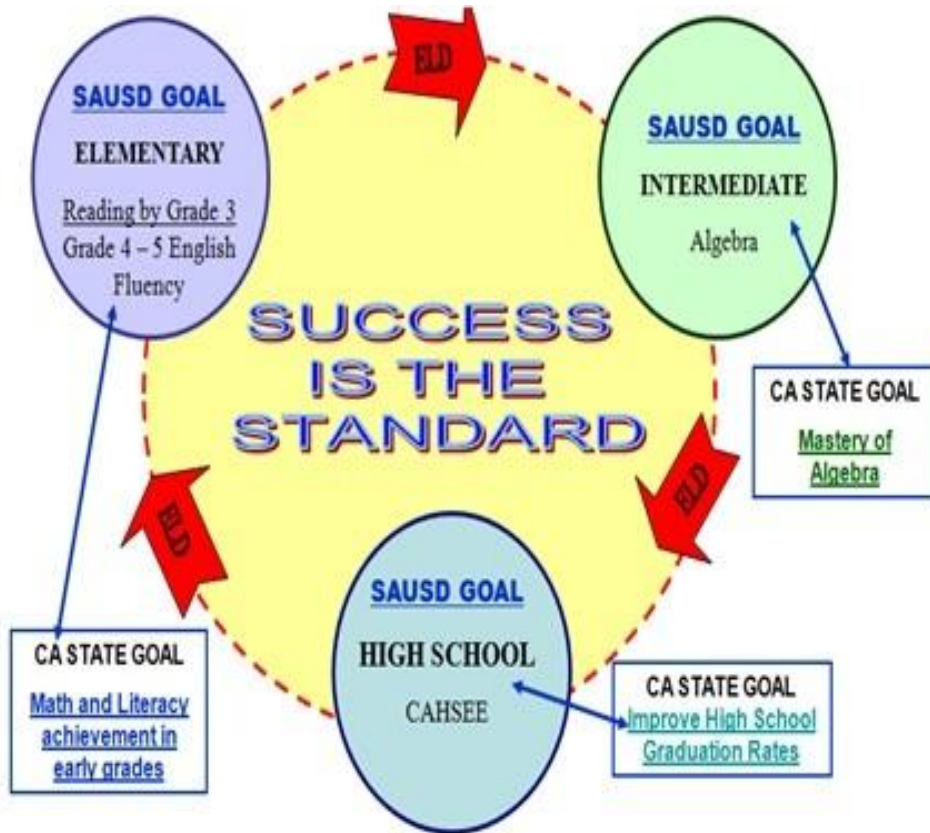 ELD
SAUSD GOAL
ELEMENTARY
Reading by Grade 3
Grade 4 – 5 English
Fluency
SAUSD GOAL
INTERMEDIATE
Algebra
SUCCESS
IS THE
STANDARD
CA STATE GOAL
Mastery of
Algebra
ELD
ELD
SAUSD GOAL
HIGH SCHOOL
CAHSEE
CA STATE GOAL
Math and Literacy
achievement in
early grades
CA STATE GOAL
Improve High School
Graduation Rates